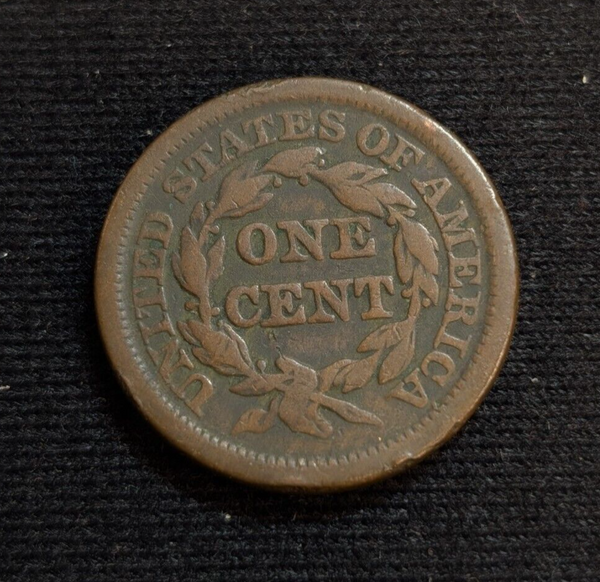 UNITED STATES OF AMERICA
ONE
CENT